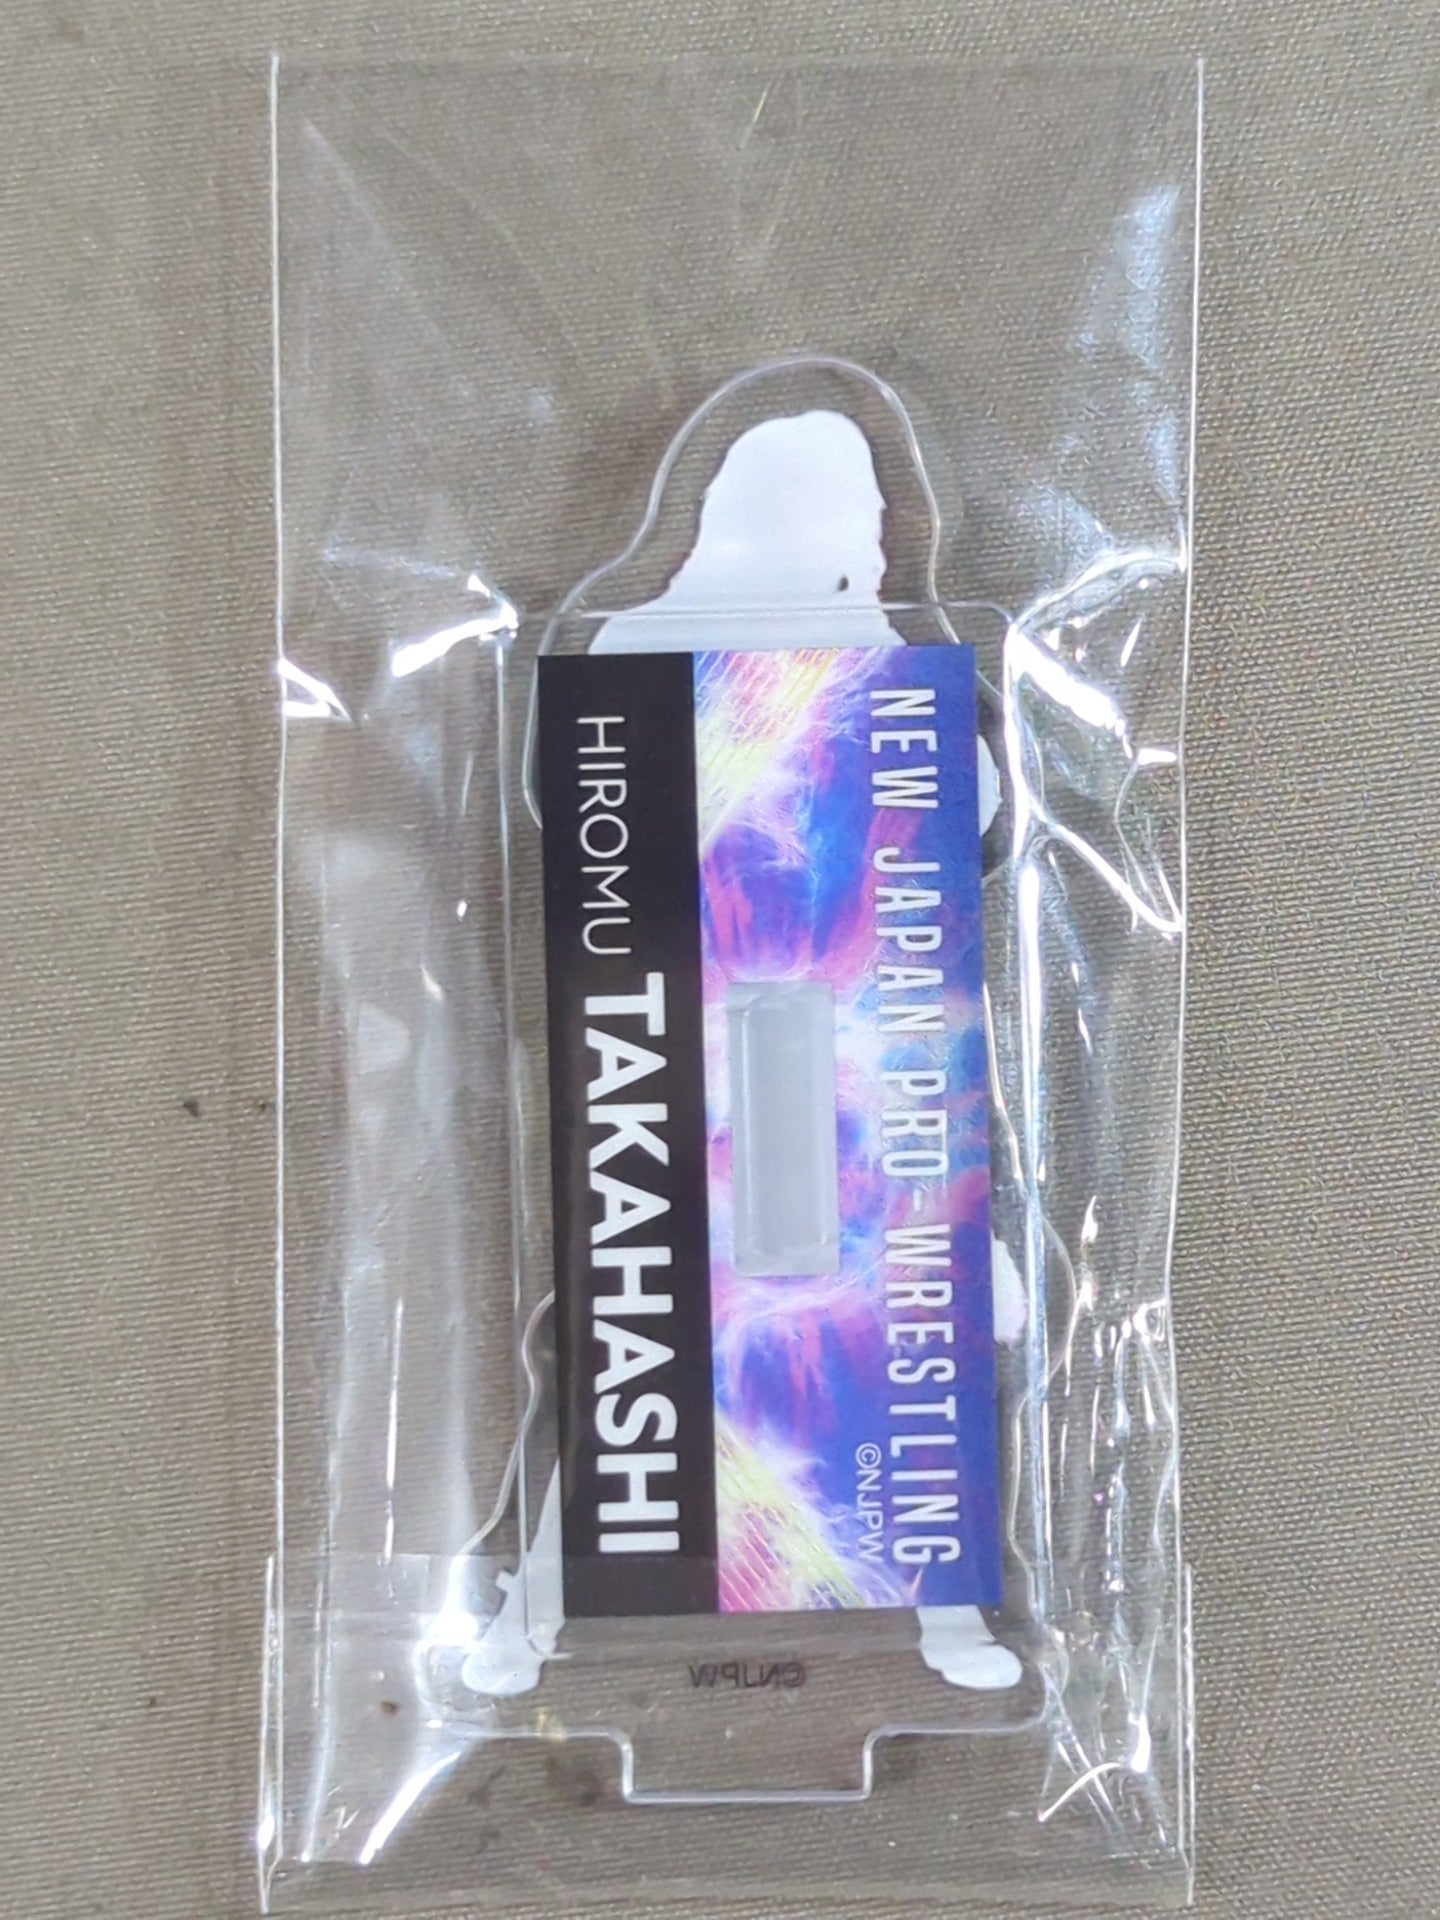 NEW JAPAN PRO-WRESTLING
©NJPW
HIROMU TAKAHASHI
©NJPW